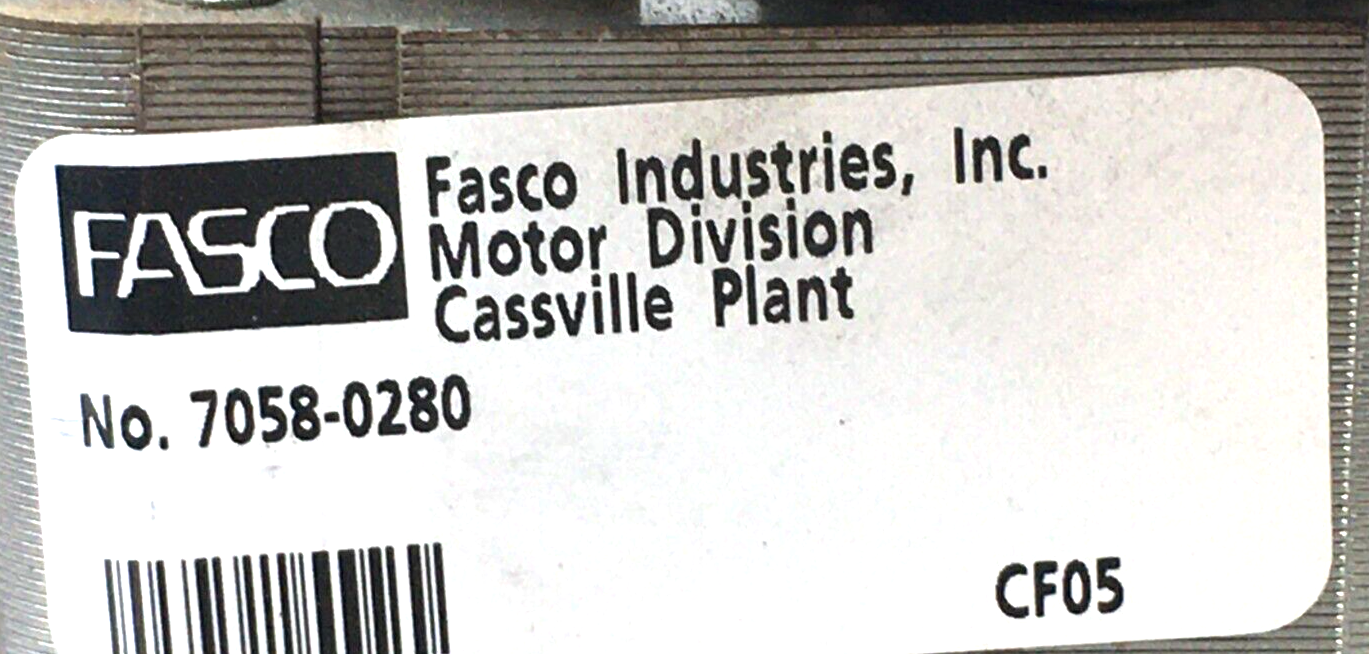 FASCO
Fasco Industries, Inc.
Motor Division
Cassville Plant
No. 7058-0280
CF05